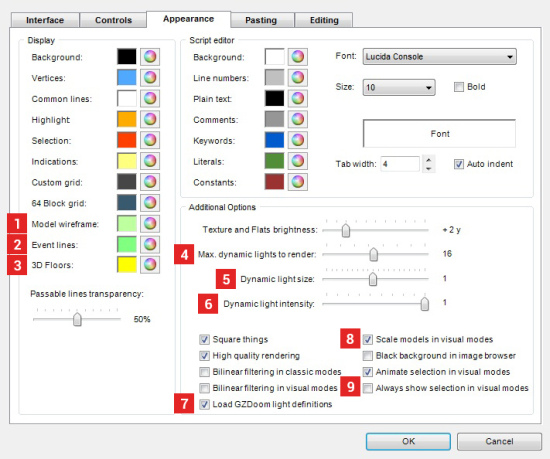 Interface
Controls
Appearance
Pasting
Editing
Display
Background:
Vertices:
Common lines:
Highlight:
Selection:
Indications:
Custom grid:
64 Block grid:
1 Model wireframe:
2 Event lines:
3 3D Floors:
Passable lines transparency:
50%
Script editor
Background:
Line numbers:
Plain text:
Comments:
Keywords:
Literals:
Constants:
Font: Lucida Console
Size: 10
Bold
Font
Tab width: 4
Auto indent
Additional Options
Texture and Flats brightness: + 2 y
4 Max. dynamic lights to render: 16
5 Dynamic light size: 1
6 Dynamic light intensity: 1
Square things
High quality rendering
Bilinear filtering in classic modes
Bilinear filtering in visual modes
7 Load GZDoom light definitions
8 Scale models in visual modes
Black background in image browser
Animate selection in visual modes
9 Always show selection in visual modes
OK
Cancel